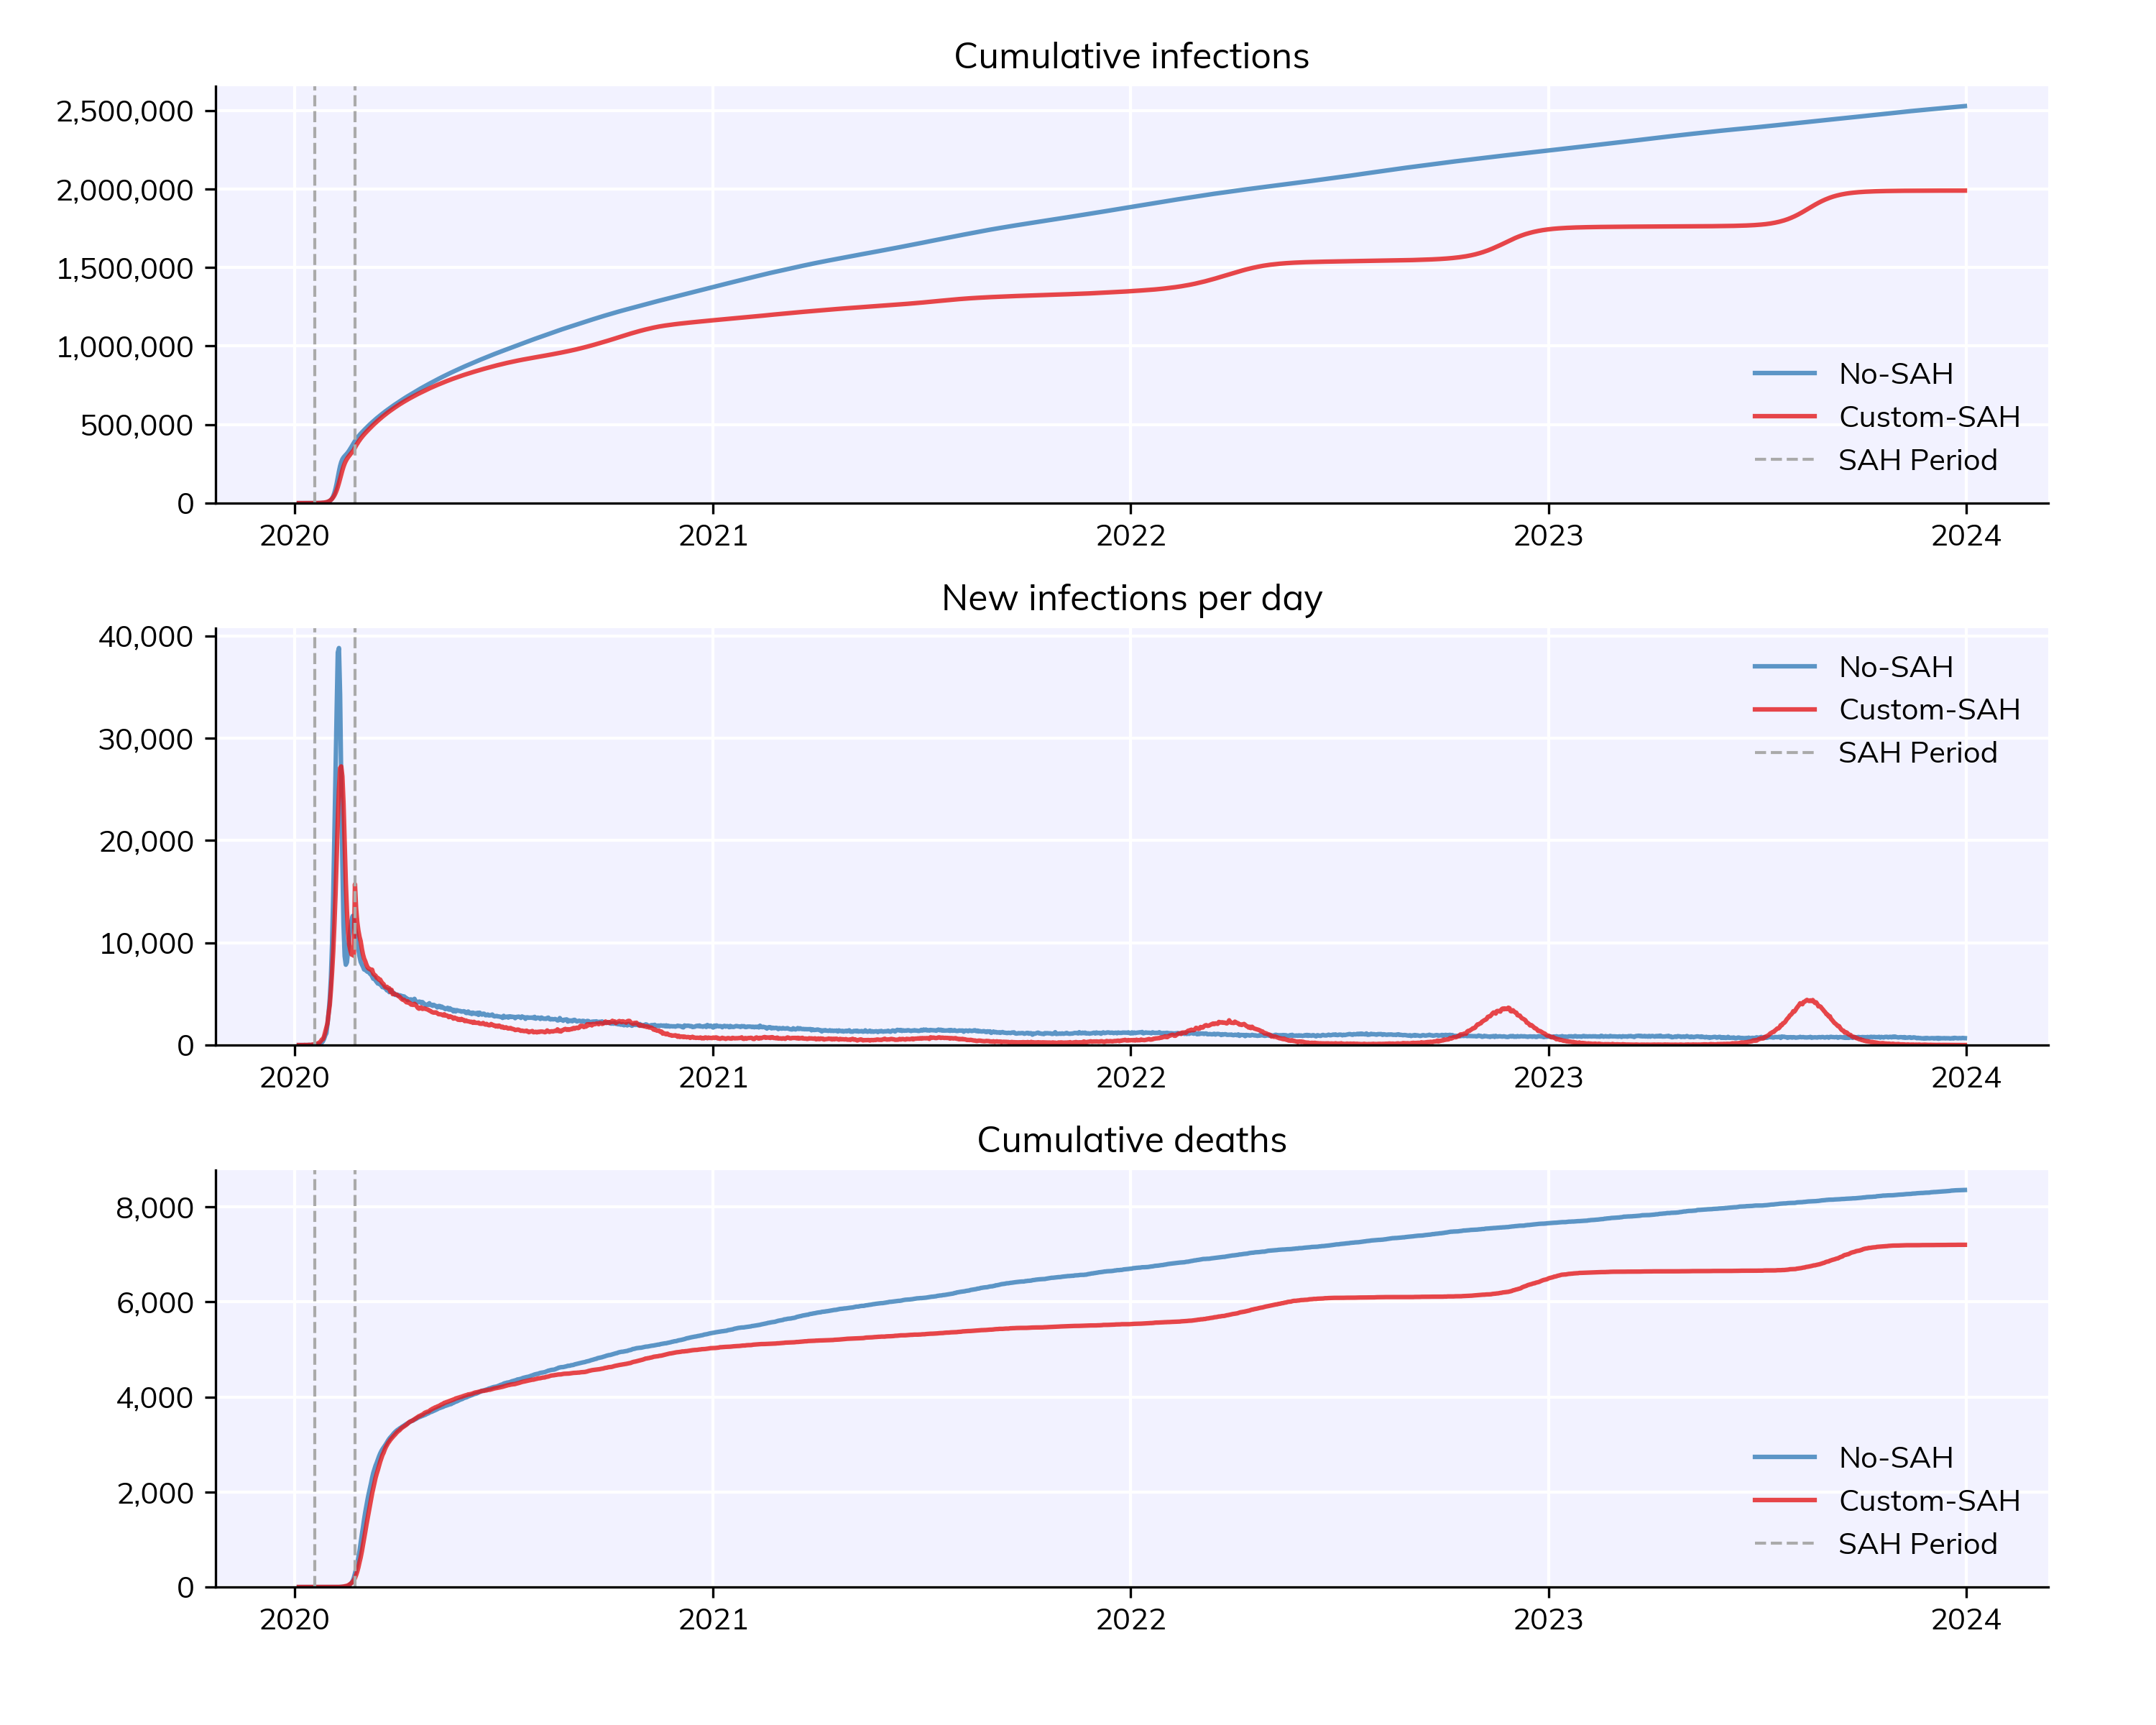 Cumulative infections
2,500,000
2,000,000
1,500,000
1,000,000
500,000
0
No-SAH
Custom-SAH
SAH Period
2020 2021 2022 2023 2024
New infections per day
40,000
30,000
20,000
10,000
0
No-SAH
Custom-SAH
SAH Period
2020 2021 2022 2023 2024
Cumulative deaths
8,000
6,000
4,000
2,000
0
No-SAH
Custom-SAH
SAH Period
2020 2021 2022 2023 2024